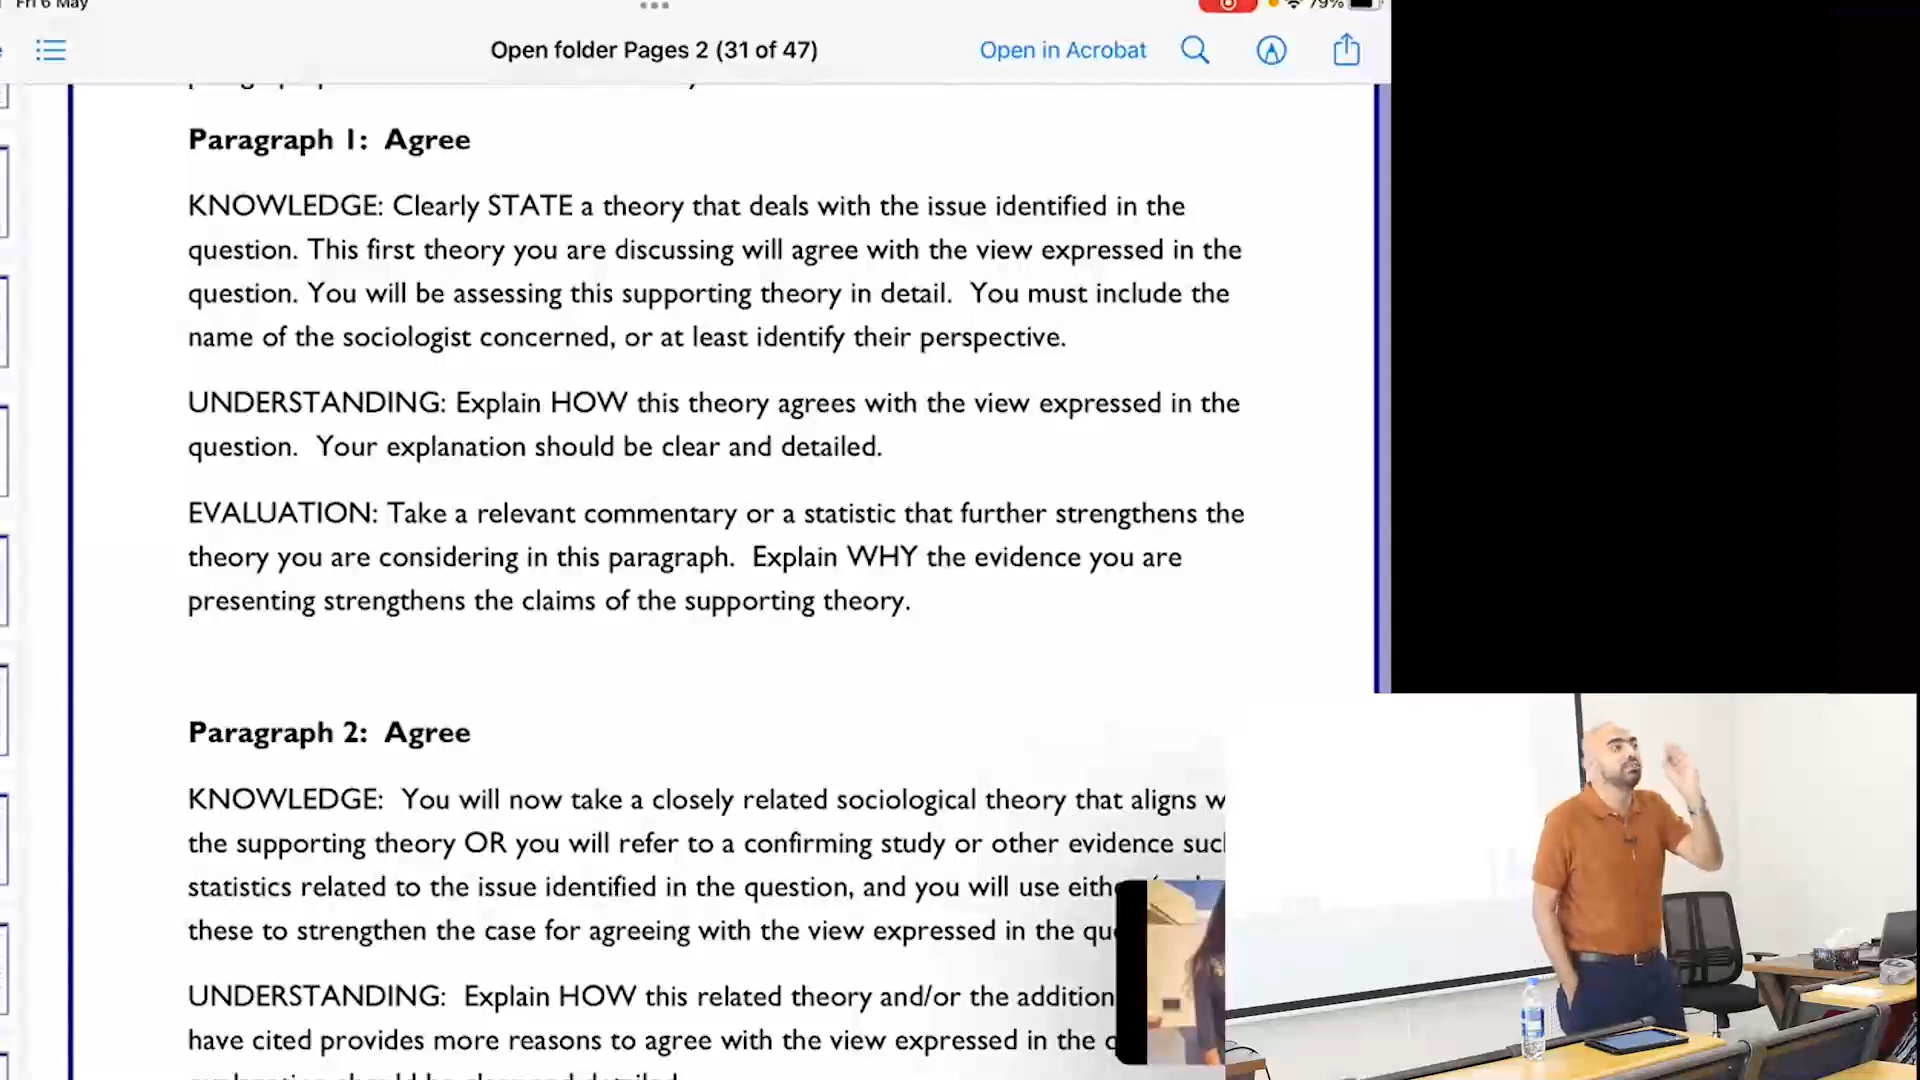 Fri 6 May
79%
Open folder Pages 2 (31 of 47)
Open in Acrobat
Paragraph 1: Agree
KNOWLEDGE: Clearly STATE a theory that deals with the issue identified in the
question. This first theory you are discussing will agree with the view expressed in the
question. You will be assessing this supporting theory in detail. You must include the
name of the sociologist concerned, or at least identify their perspective.
UNDERSTANDING: Explain HOW this theory agrees with the view expressed in the
question. Your explanation should be clear and detailed.
EVALUATION: Take a relevant commentary or a statistic that further strengthens the
theory you are considering in this paragraph. Explain WHY the evidence you are
presenting strengthens the claims of the supporting theory.
Paragraph 2: Agree
KNOWLEDGE: You will now take a closely related sociological theory that aligns
the supporting theory OR you will refer to a confirming study or other evidence
statistics related to the issue identified in the question, and you will use
these to strengthen the case for agreeing with the view expressed in the
UNDERSTANDING: Explain HOW this related theory and/or the
have cited provides more reasons to agree with the view expressed in the